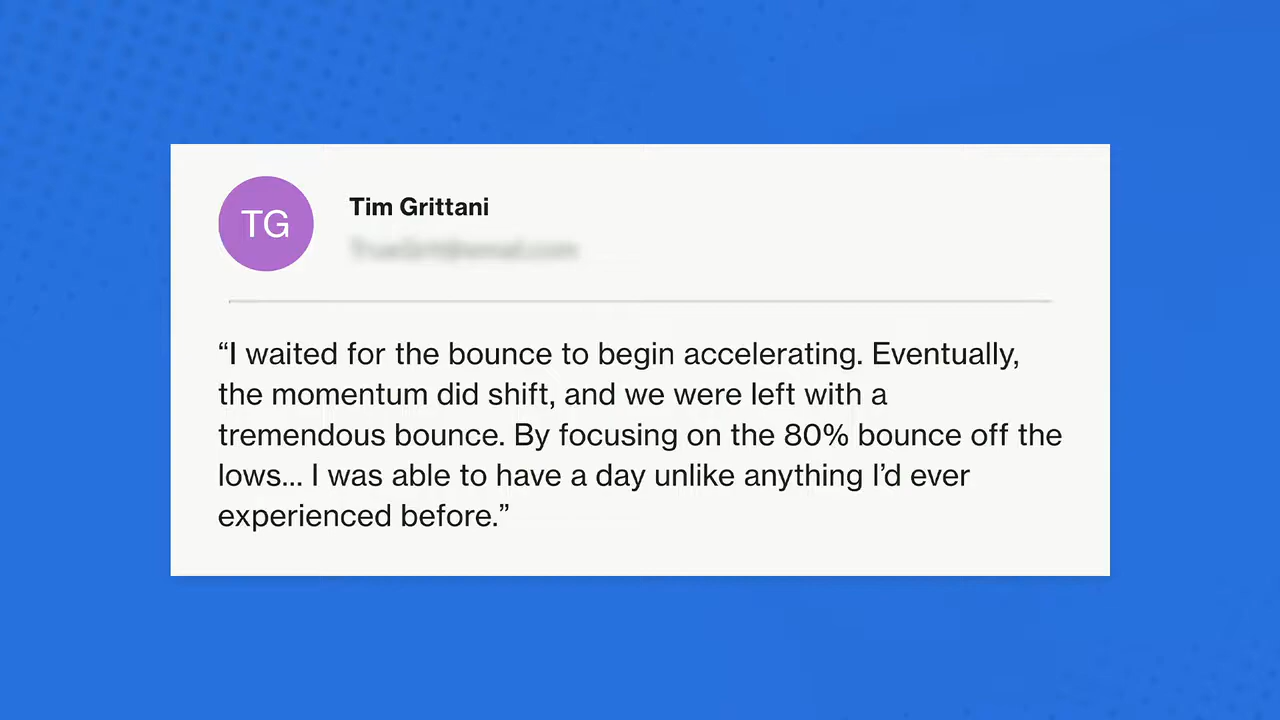 TG
Tim Grittani
“I waited for the bounce to begin accelerating. Eventually,
the momentum did shift, and we were left with a
tremendous bounce. By focusing on the 80% bounce off the
lows... I was able to have a day unlike anything I’d ever
experienced before.”